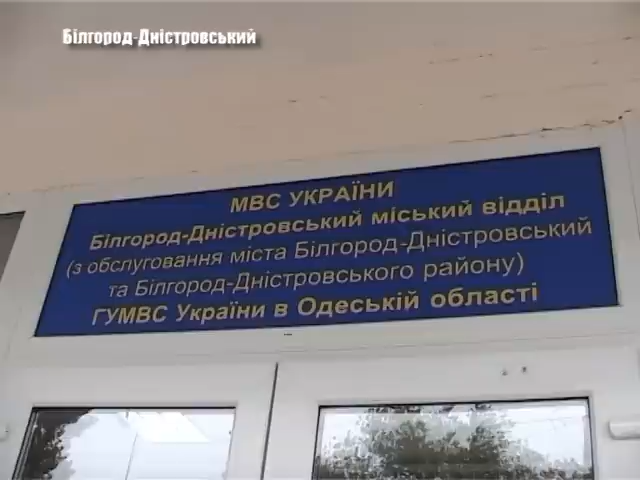 Білгород-Дністровський
МВС УКРАЇНИ
Білгород-Дністровський міський відділ
(з обслуговання міста Білгород-Дністровський
та Білгород-Дністровського району)
ГУМВС України в Одеській області